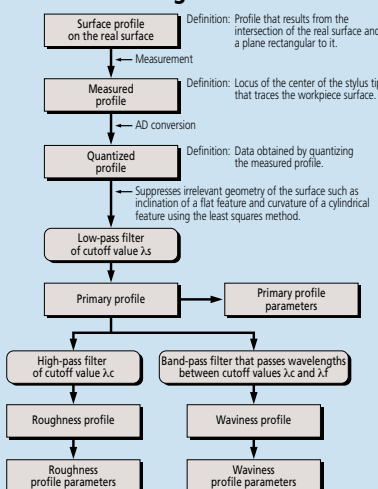 Surface profile
on the real surface
Definition: Profile that results from the
intersection of the real surface and
a plane rectangular to it.
Measurement
Measured
profile
Definition: Locus of the center of the stylus tip
that traces the workpiece surface.
AD conversion
Quantized
profile
Definition: Data obtained by quantizing
the measured profile.
Suppresses irrelevant geometry of the surface such as
inclination of a flat feature and curvature of a cylindrical
feature using the least squares method.
Low-pass filter
of cutoff value λs
Primary profile
Primary profile
parameters
High-pass filter
of cutoff value λc
Band-pass filter that passes wavelengths
between cutoff values λc and λf
Roughness profile
Waviness profile
Roughness
profile parameters
Waviness
profile parameters